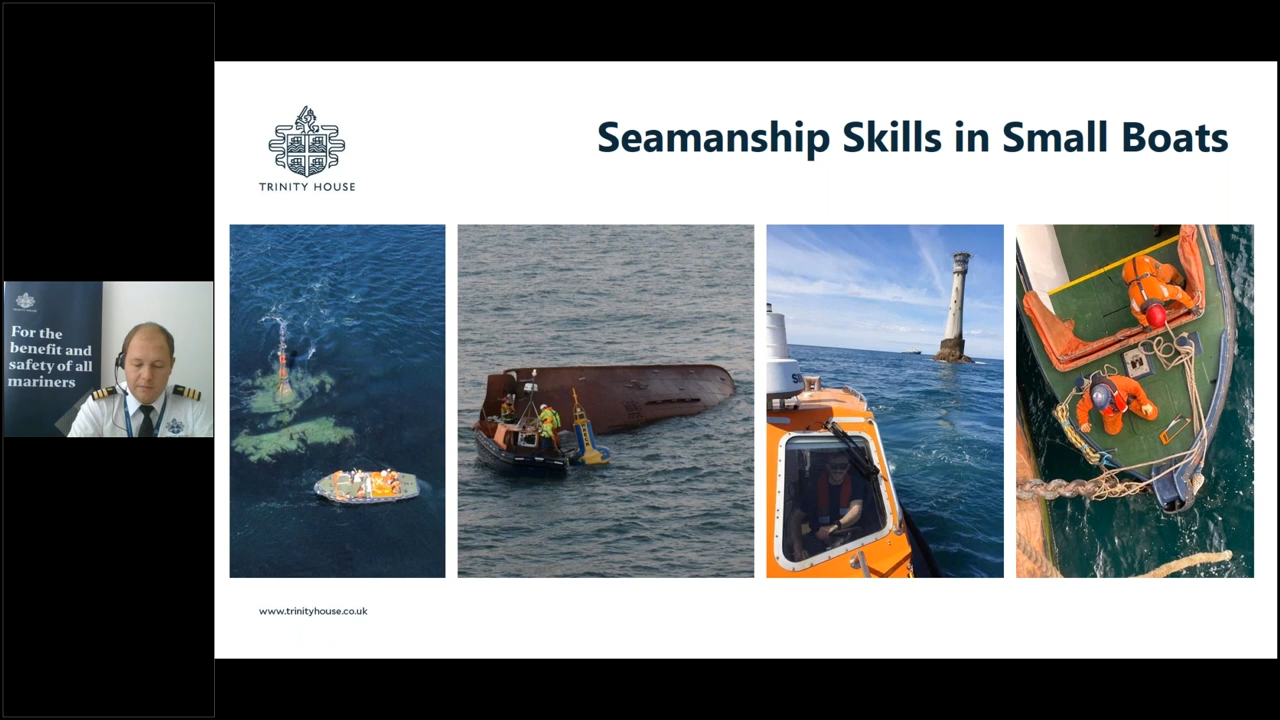 For the
benefit and
safety of all
mariners
TRINITY HOUSE
Seamanship Skills in Small Boats
www.trinityhouse.co.uk